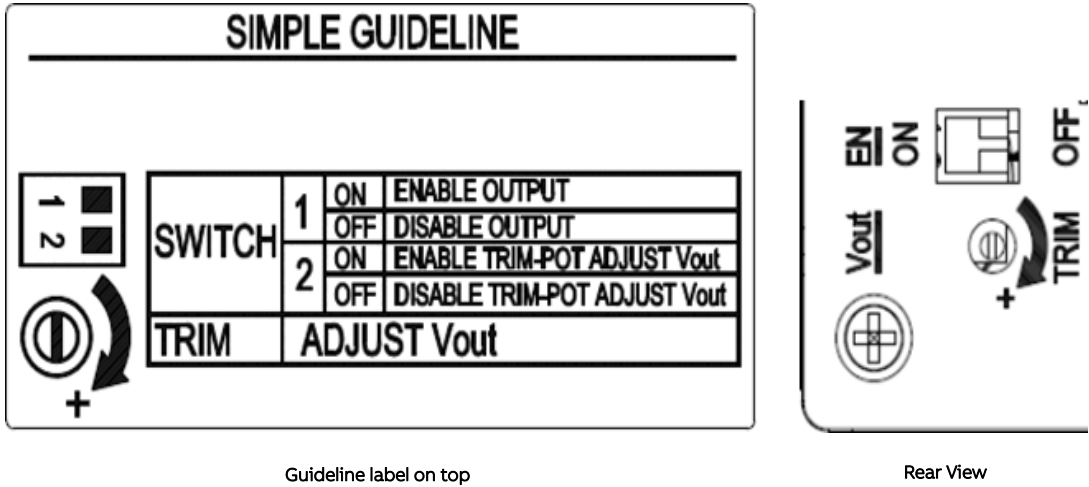 SIMPLE GUIDELINE
1
2
+
SWITCH
1
ON ENABLE OUTPUT
OFF DISABLE OUTPUT
2
ON ENABLE TRIM-POT ADJUST Vout
OFF DISABLE TRIM-POT ADJUST Vout
TRIM ADJUST Vout
Guideline label on top
EN
ON
OFF
Vout
TRIM
+
Rear View